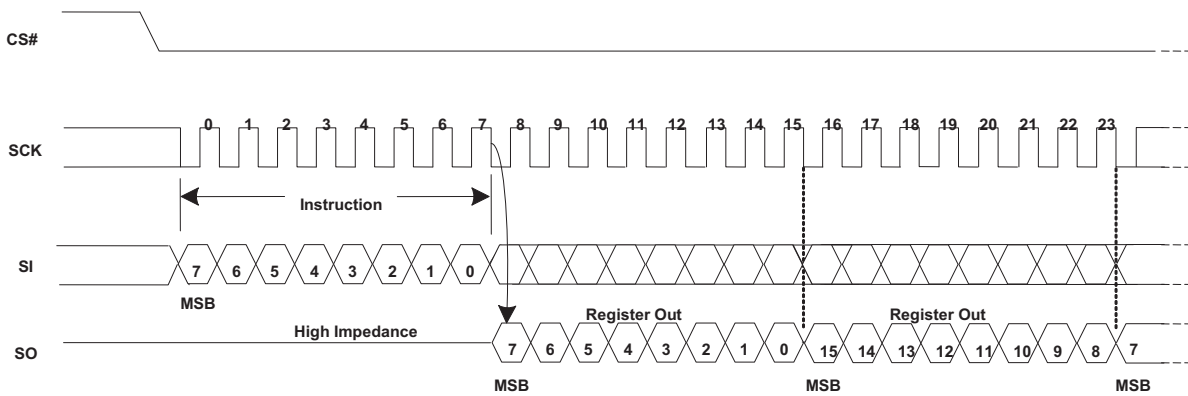 CS#
0 1 2 3 4 5 6 7 8 9 10 11 12 13 14 15 16 17 18 19 20 21 22 23
SCK
Instruction
SI
7 6 5 4 3 2 1 0
MSB
High Impedance
Register Out
Register Out
SO
7 6 5 4 3 2 1 0 15 14 13 12 11 10 9 8 7
MSB
MSB
MSB